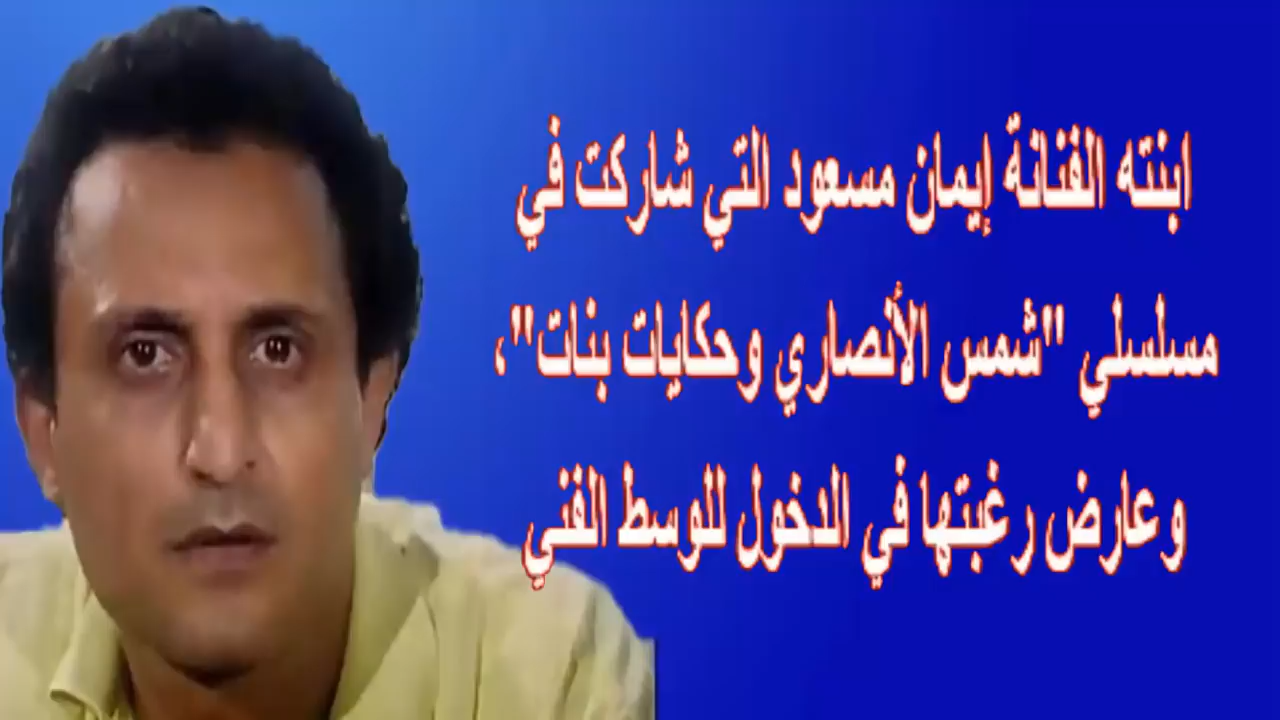 ابنته الفنانة إيمان مسعود التي شاركت في
مسلسلي "شمس الأنصاري وحكايات بنات"،
وعارض رغبتها في الدخول للوسط الفني